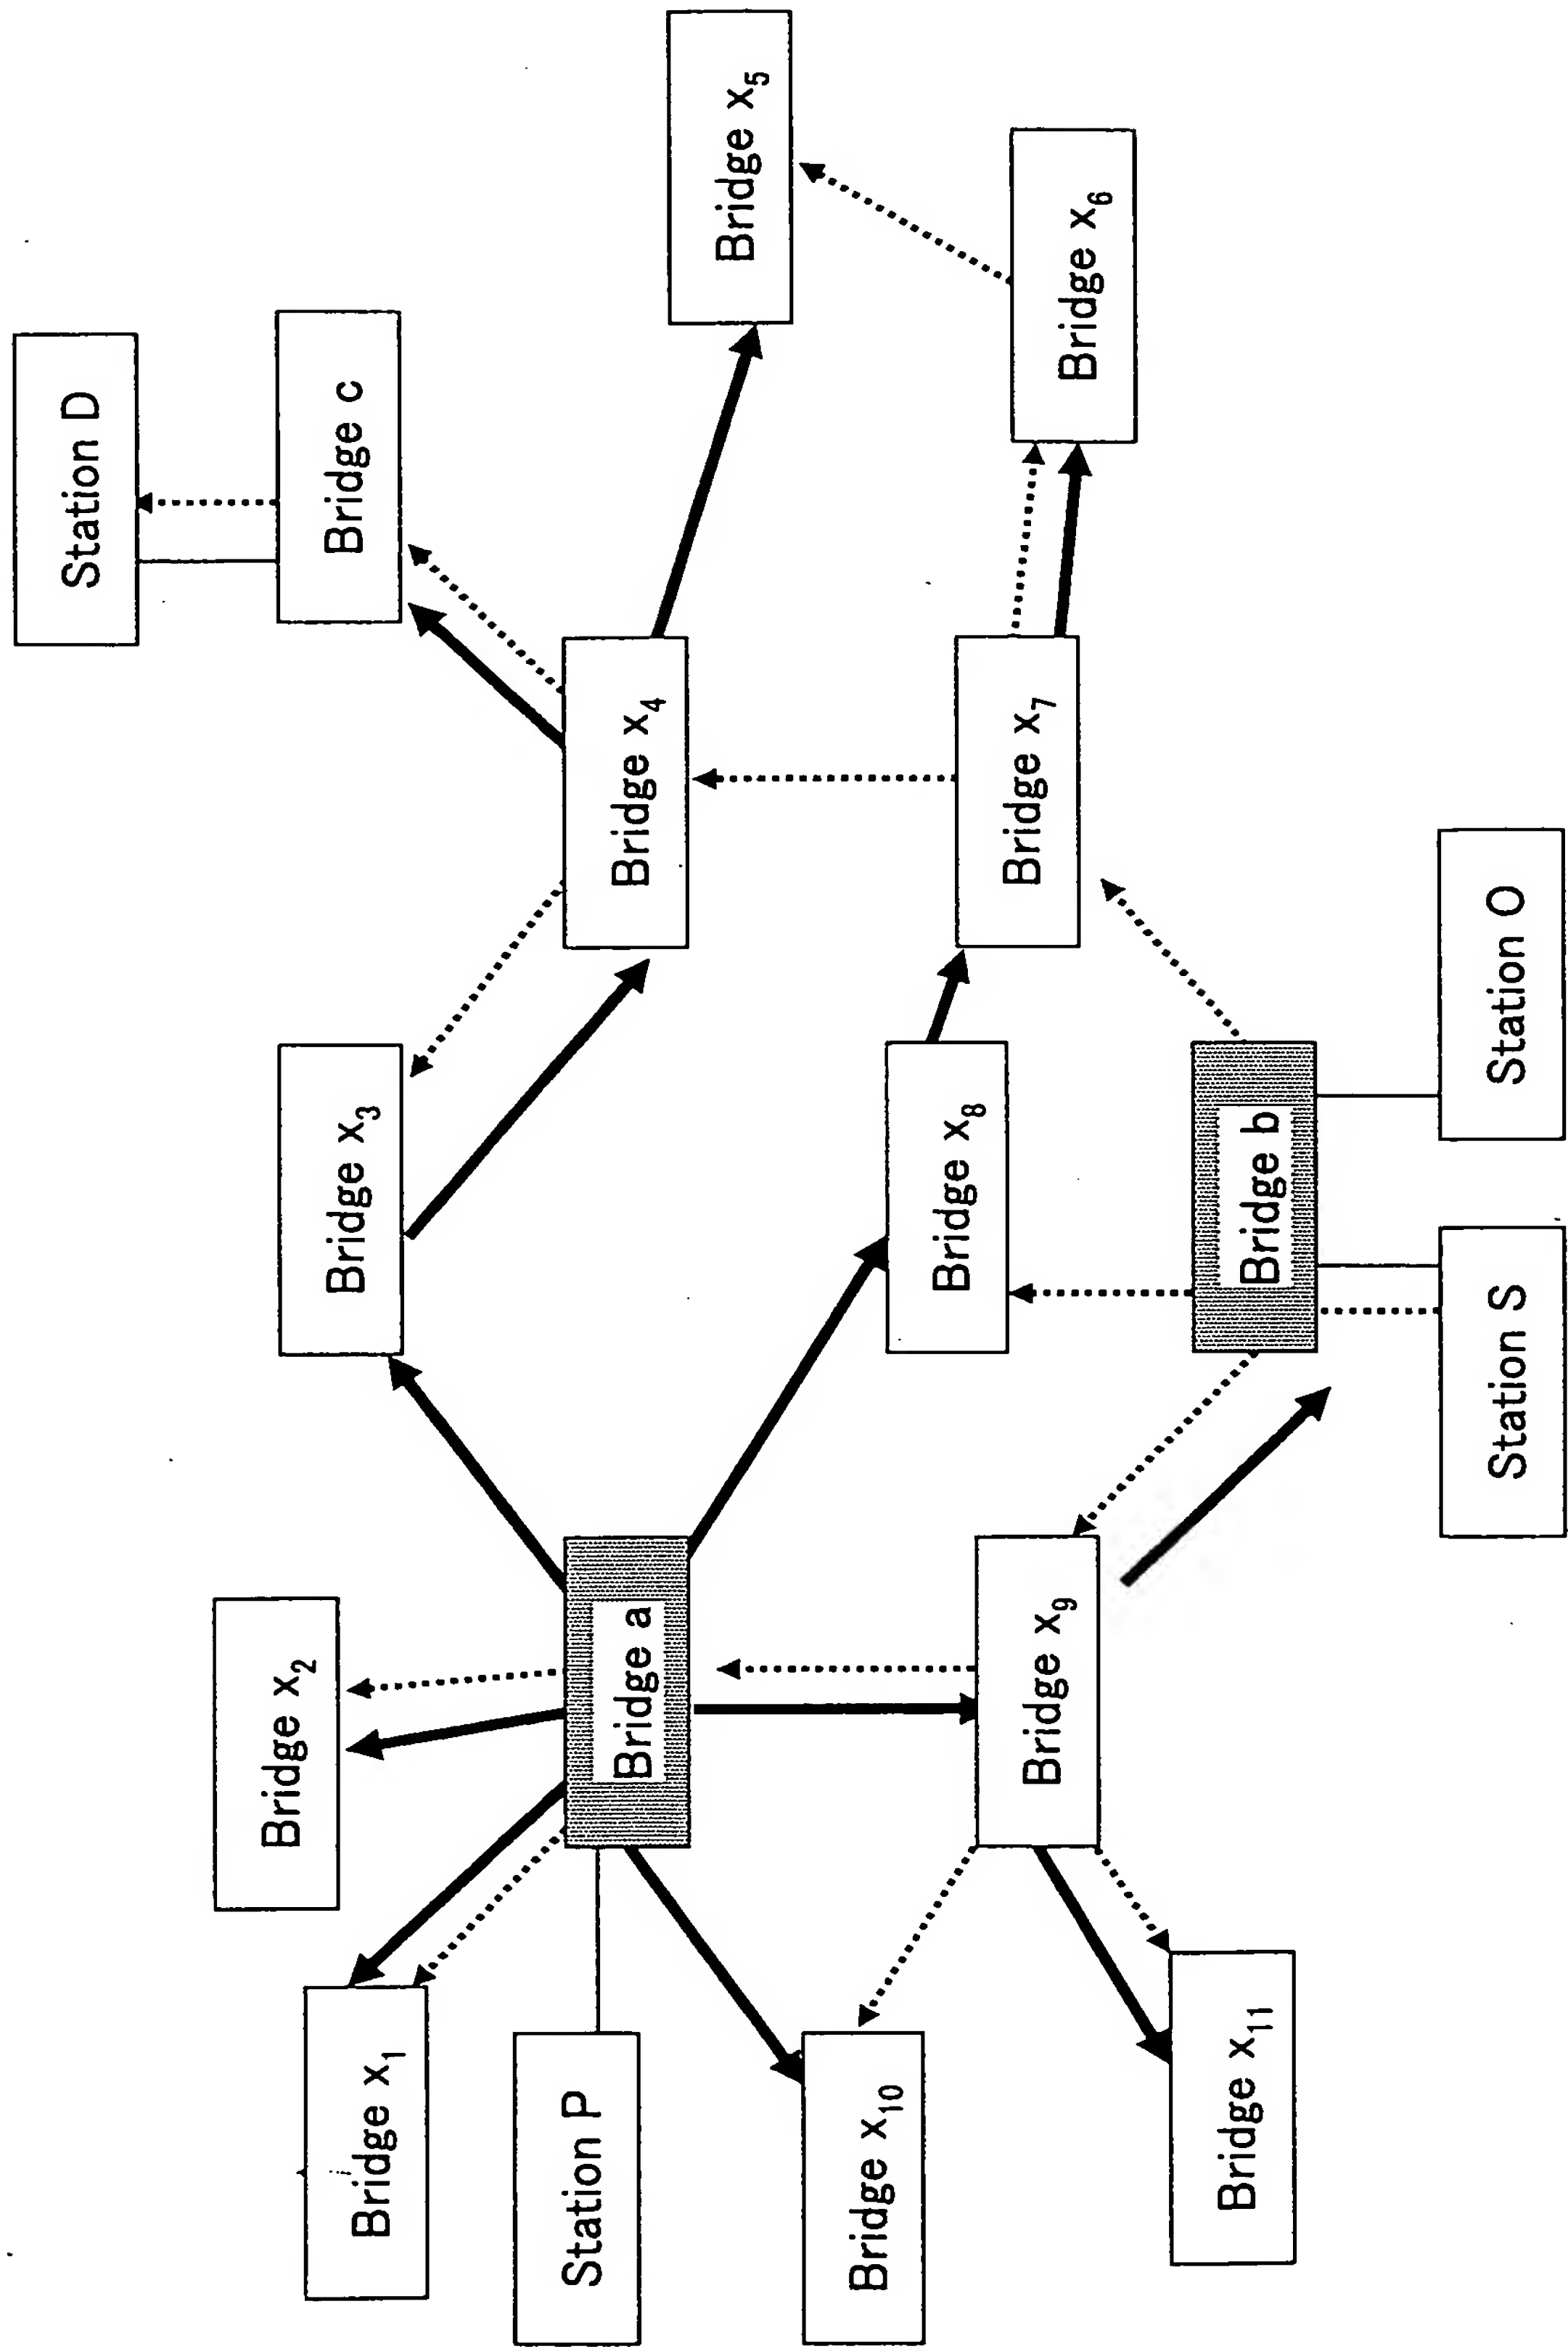 Station D
Bridge c
Bridge x5
Bridge x4
Bridge x6
Bridge x3
Bridge x7
Bridge x8
Station O
Bridge b
Bridge x2
Bridge a
Station S
Bridge x9
Bridge x1
Station P
Bridge x10
Bridge x11